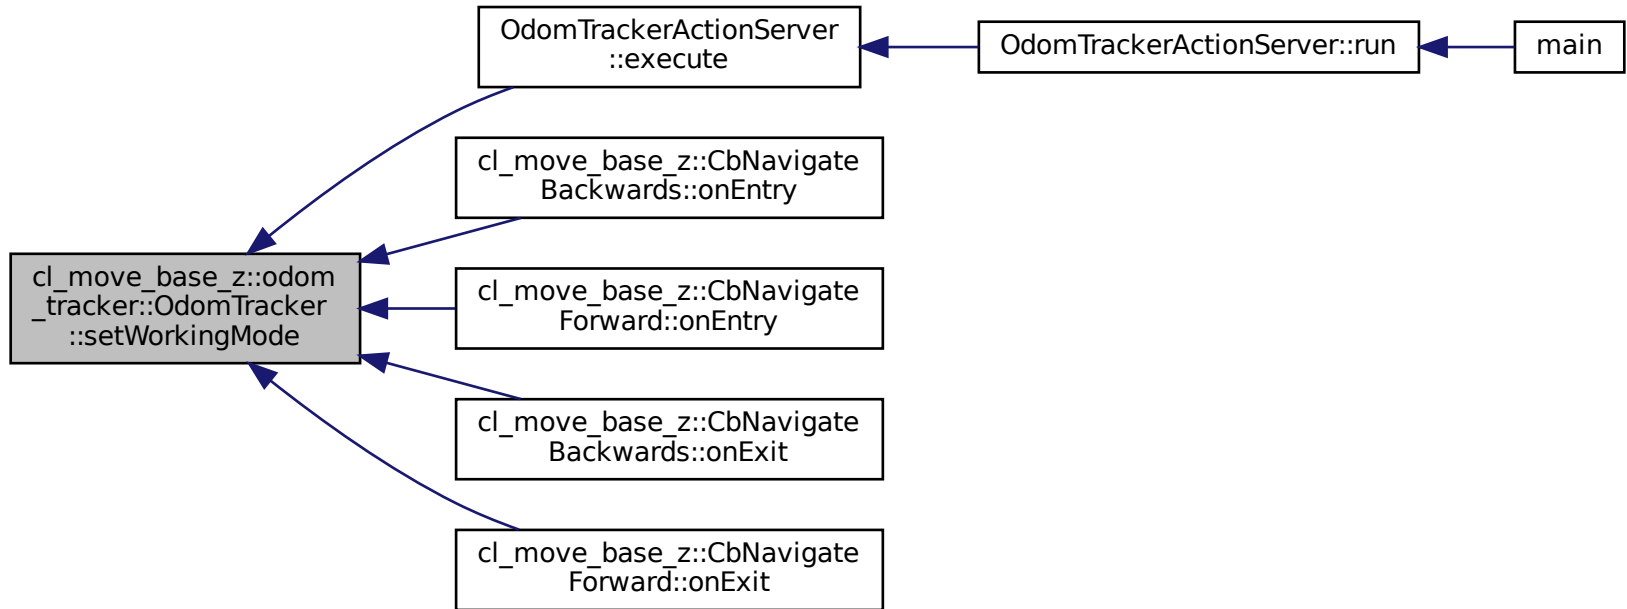 OdomTrackerActionServer
::execute
OdomTrackerActionServer::run
main
cl_move_base_z::CbNavigate
Backwards::onEntry
cl_move_base_z::odom
_tracker::OdomTracker
::setWorkingMode
cl_move_base_z::CbNavigate
Forward::onEntry
cl_move_base_z::CbNavigate
Backwards::onExit
cl_move_base_z::CbNavigate
Forward::onExit